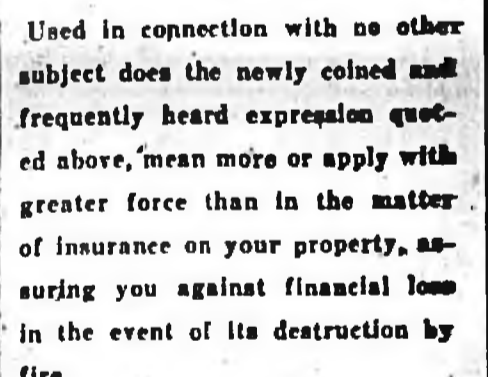 Used in connection with no other
subject does the newly coined and
frequently heard expression quot-
ed above, mean more or apply with
greater force than in the matter
of insurance on your property, as-
suring you against financial loss
in the event of its destruction by
fire